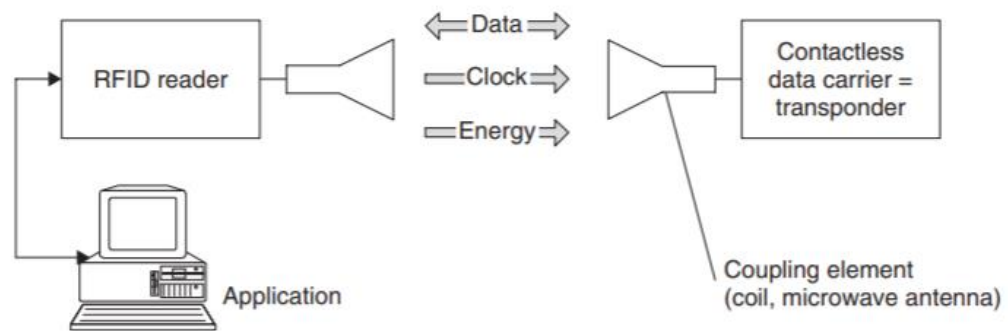 RFID reader
Data
Clock
Energy
Contactless
data carrier =
transponder
Application
Coupling element
(coil, microwave antenna)